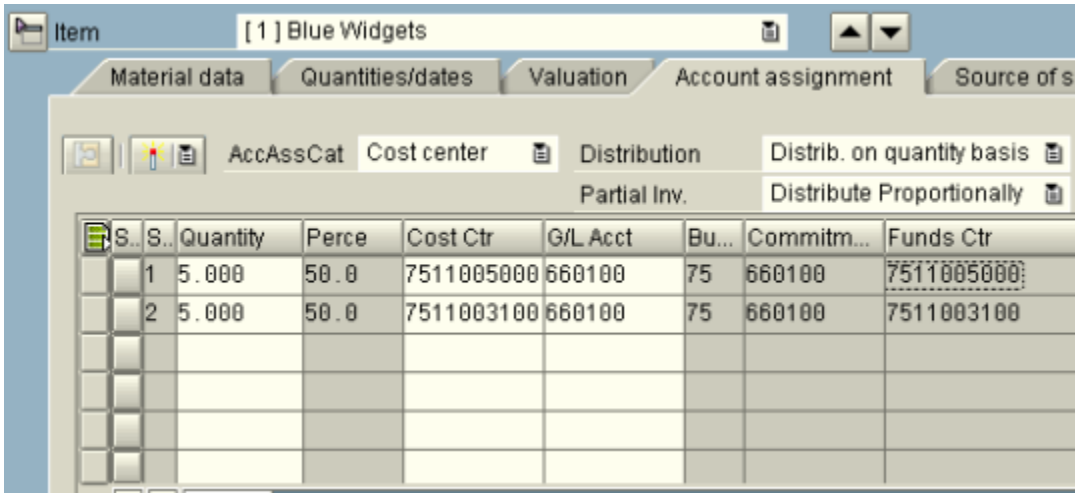 Item [ 1 ] Blue Widgets
Material data Quantities/dates Valuation Account assignment Source of s
AccAssCat Cost center Distribution Distrib. on quantity basis
Partial Inv. Distribute Proportionally
S.. S.. Quantity Perce Cost Ctr G/L Acct Bu... Commitm... Funds Ctr
1 5.000 50.0 7511005000 660100 75 660100 7511005000
2 5.000 50.0 7511003100 660100 75 660100 7511003100